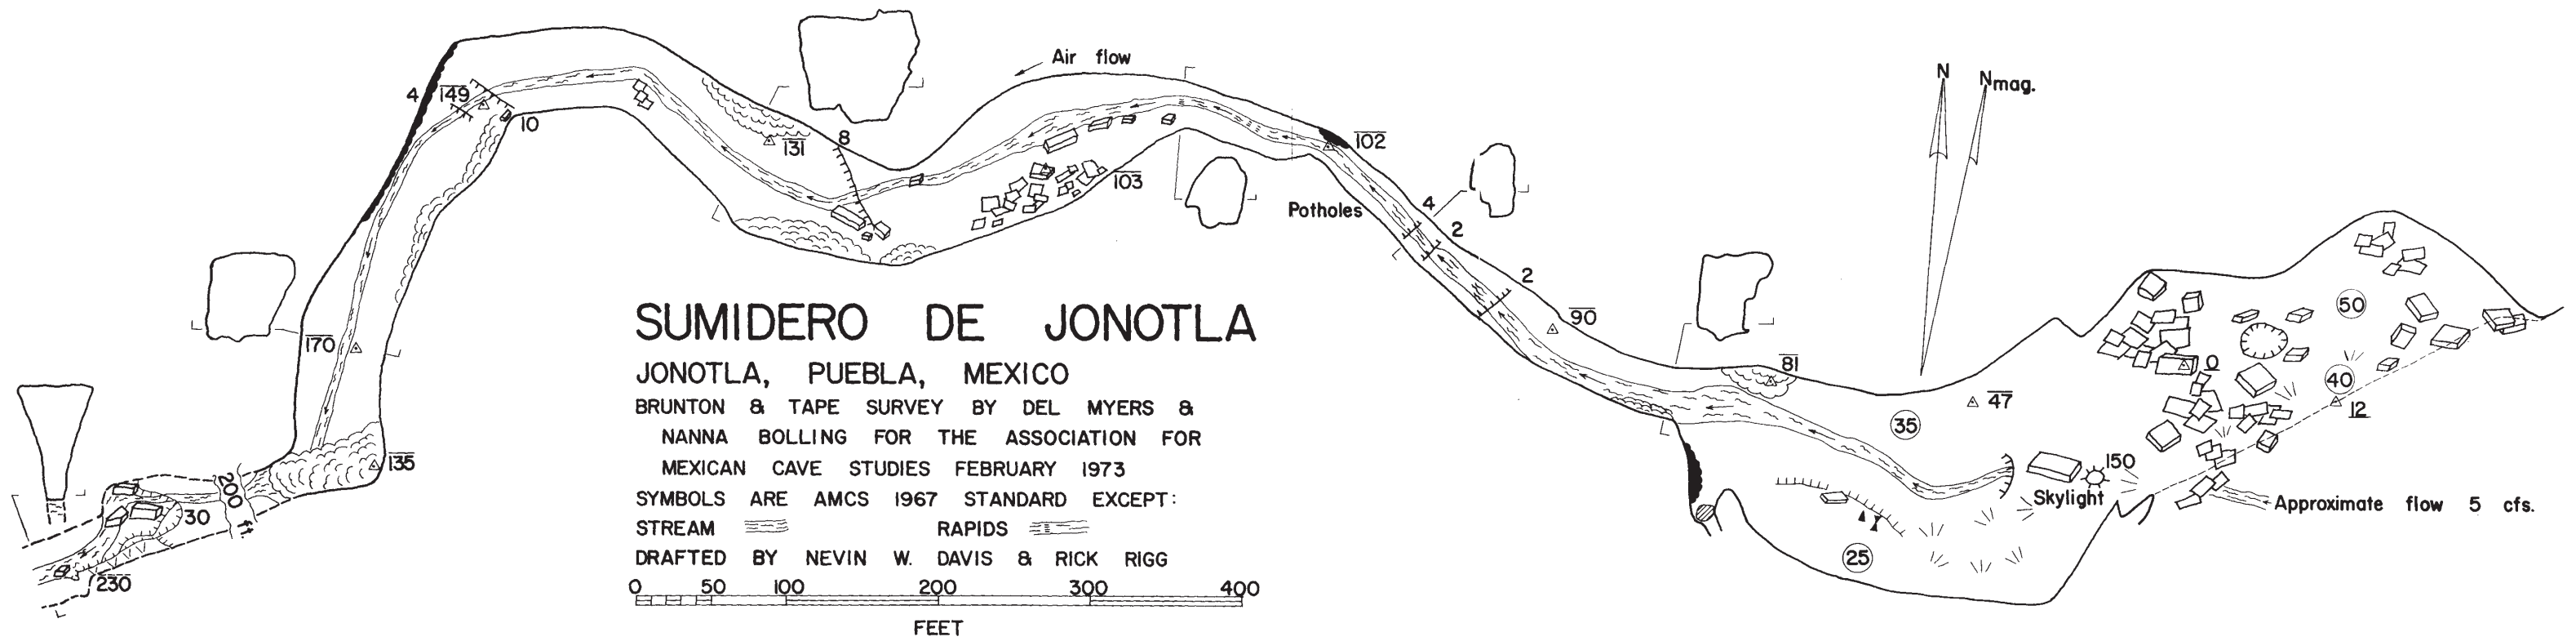 Air flow
N
Nmag.
4
149
10
131
8
103
102
Potholes
4
2
2
90
81
47
35
50
0
40
12
150
Skylight
25
Approximate flow 5 cfs.
170
135
200 ft
30
230
SUMIDERO DE JONOTLA
JONOTLA, PUEBLA, MEXICO
BRUNTON & TAPE SURVEY BY DEL MYERS &
NANNA BOLLING FOR THE ASSOCIATION FOR
MEXICAN CAVE STUDIES FEBRUARY 1973
SYMBOLS ARE AMCS 1967 STANDARD EXCEPT:
STREAM RAPIDS
DRAFTED BY NEVIN W. DAVIS & RICK RIGG
0 50 100 200 300 400
FEET